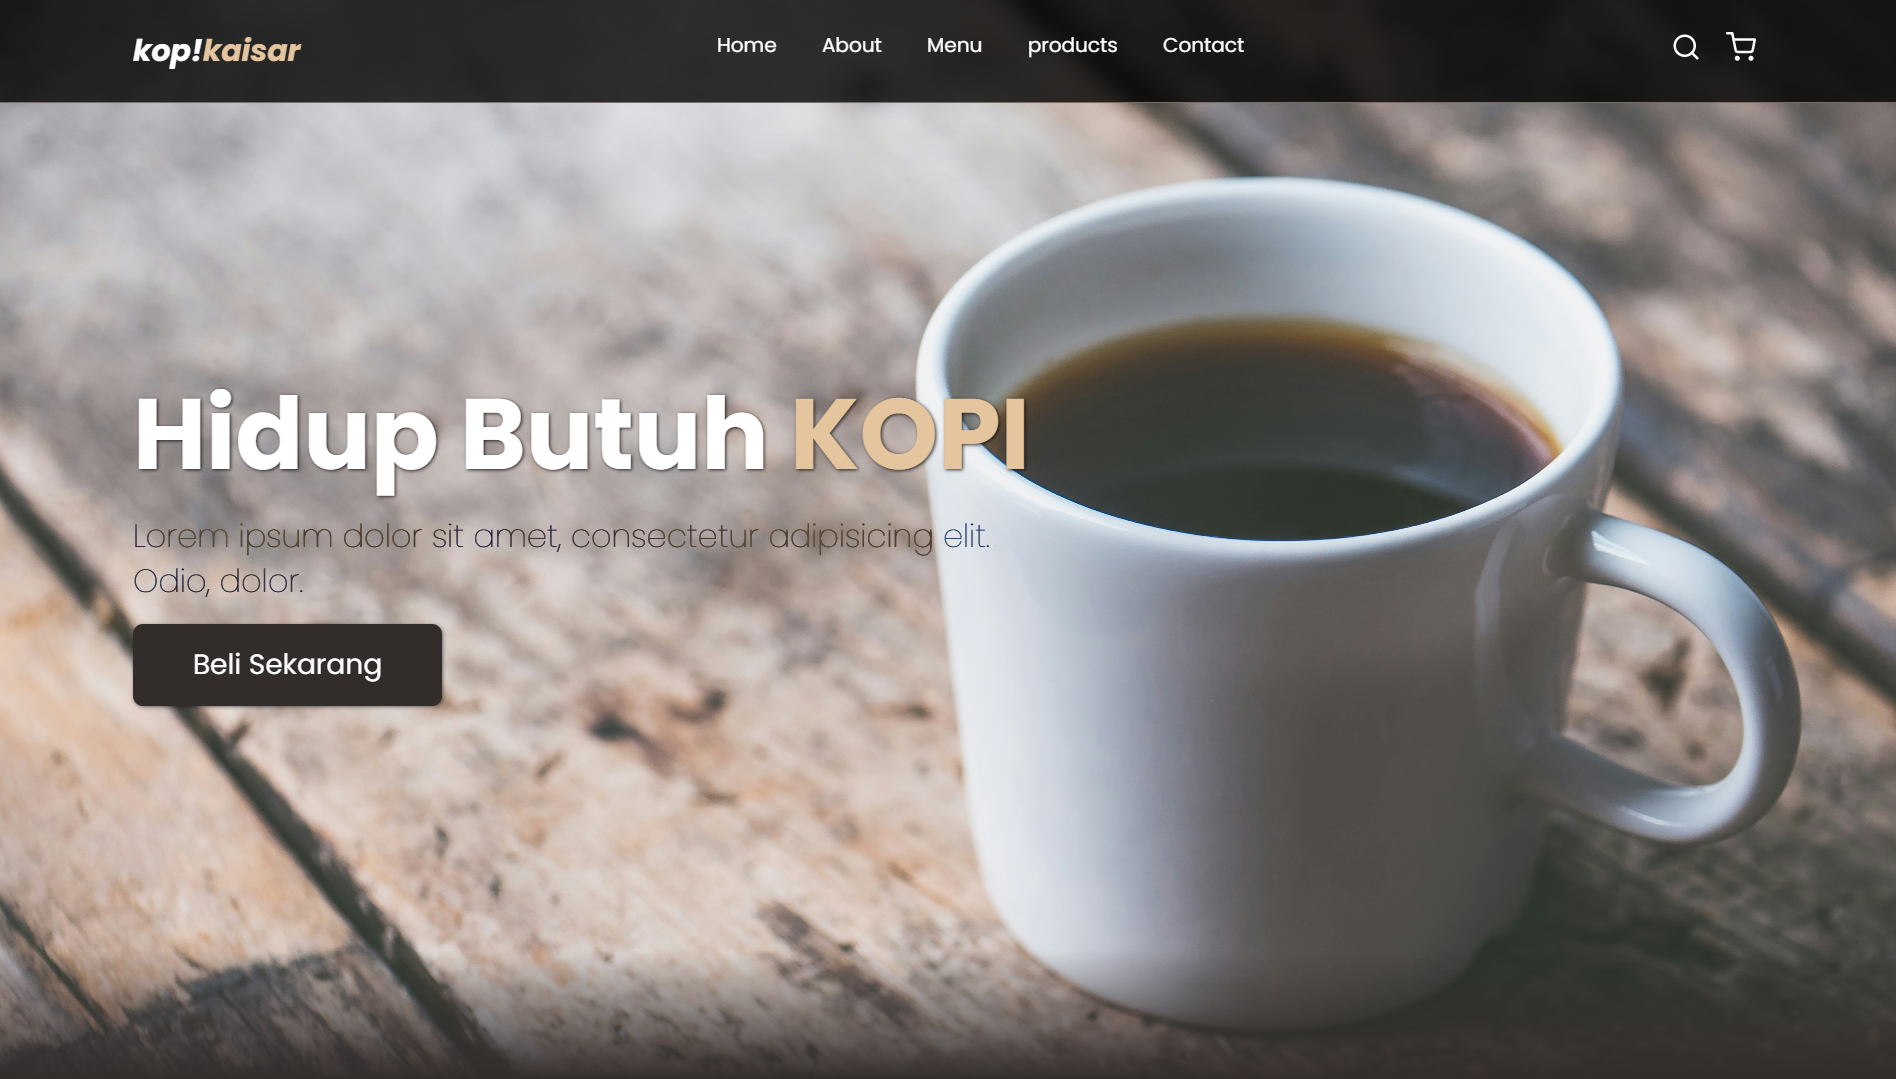 kop!kaisar
Home
About
Menu
products
Contact
Hidup Butuh KOPI
Lorem ipsum dolor sit amet, consectetur adipisicing elit.
Odio, dolor.
Beli Sekarang